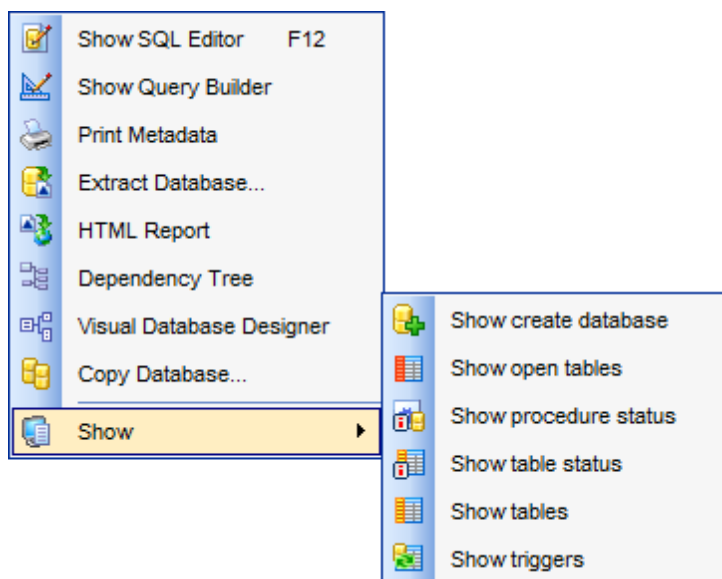 Show SQL Editor F12
Show Query Builder
Print Metadata
Extract Database...
HTML Report
Dependency Tree
Visual Database Designer
Copy Database...
Show
Show create database
Show open tables
Show procedure status
Show table status
Show tables
Show triggers